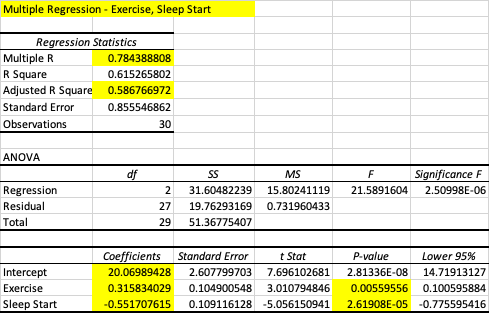 Multiple Regression - Exercise, Sleep Start
Regression Statistics
Multiple R 0.784388808
R Square 0.615265802
Adjusted R Square 0.586766972
Standard Error 0.855546862
Observations 30
ANOVA
df SS MS F Significance F
Regression 2 31.60482239 15.80241119 21.5891604 2.50998E-06
Residual 27 19.76293169 0.731960433
Total 29 51.36775407
Coefficients Standard Error t Stat P-value Lower 95%
Intercept 20.06989428 2.607799703 7.696102681 2.81336E-08 14.71913127
Exercise 0.315834029 0.104900548 3.010794846 0.00559556 0.100595884
Sleep Start -0.551707615 0.109116128 -5.056150941 2.61908E-05 -0.775595416